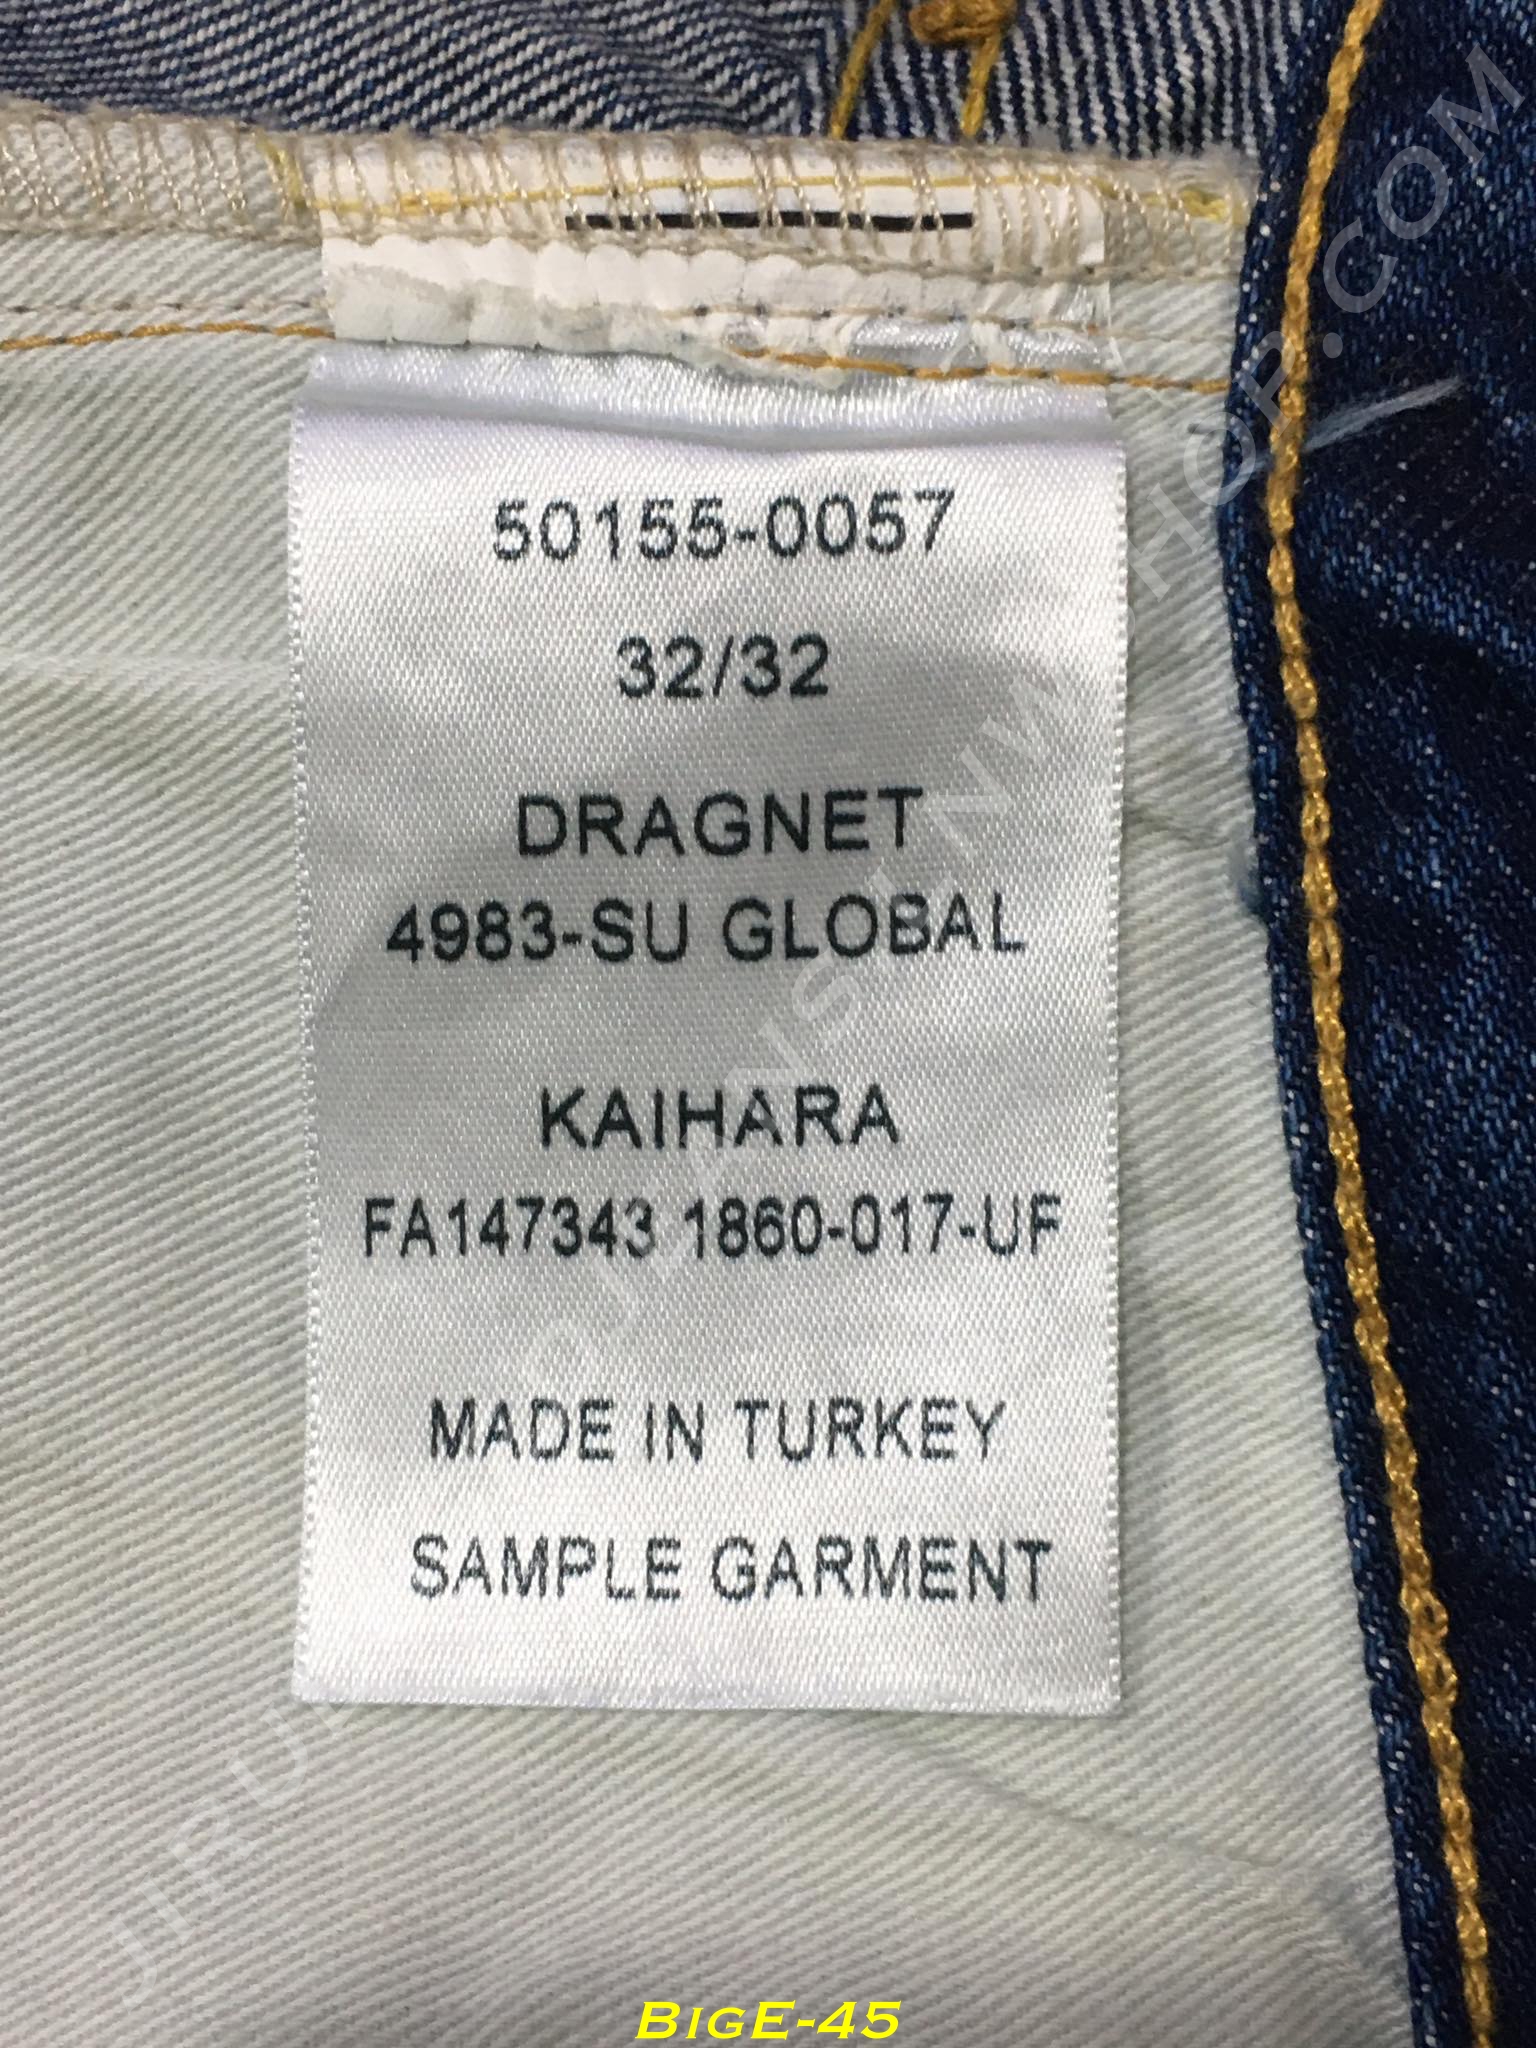 50155-0057
32/32
DRAGNET
4983-SU GLOBAL
KAIHARA
FA147343 1860-017-UF
MADE IN TURKEY
SAMPLE GARMENT
BIGE-45